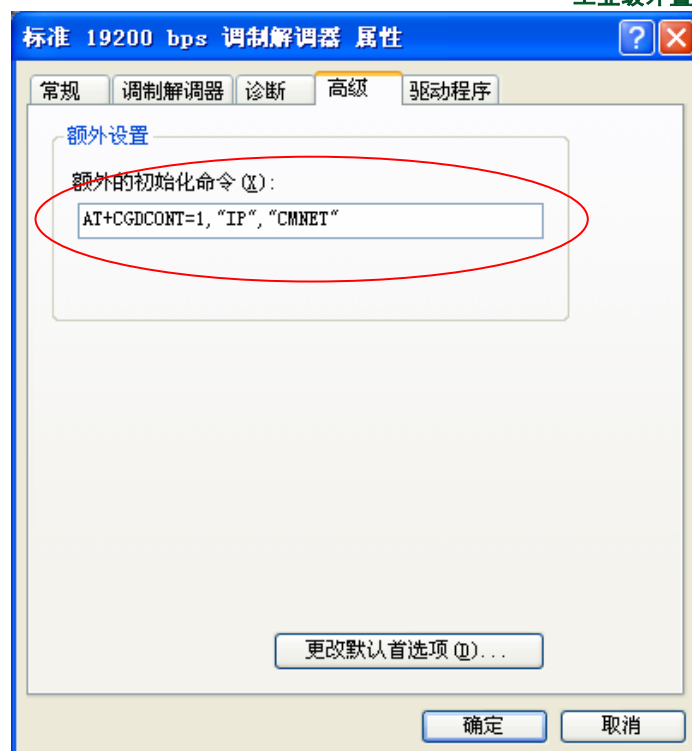 标准 19200 bps 调制解调器 属性
常规 调制解调器 诊断 高级 驱动程序
额外设置
额外的初始化命令(X):
AT+CGDCONT=1,"IP","CMNET"
更改默认首选项(D)...
确定 取消